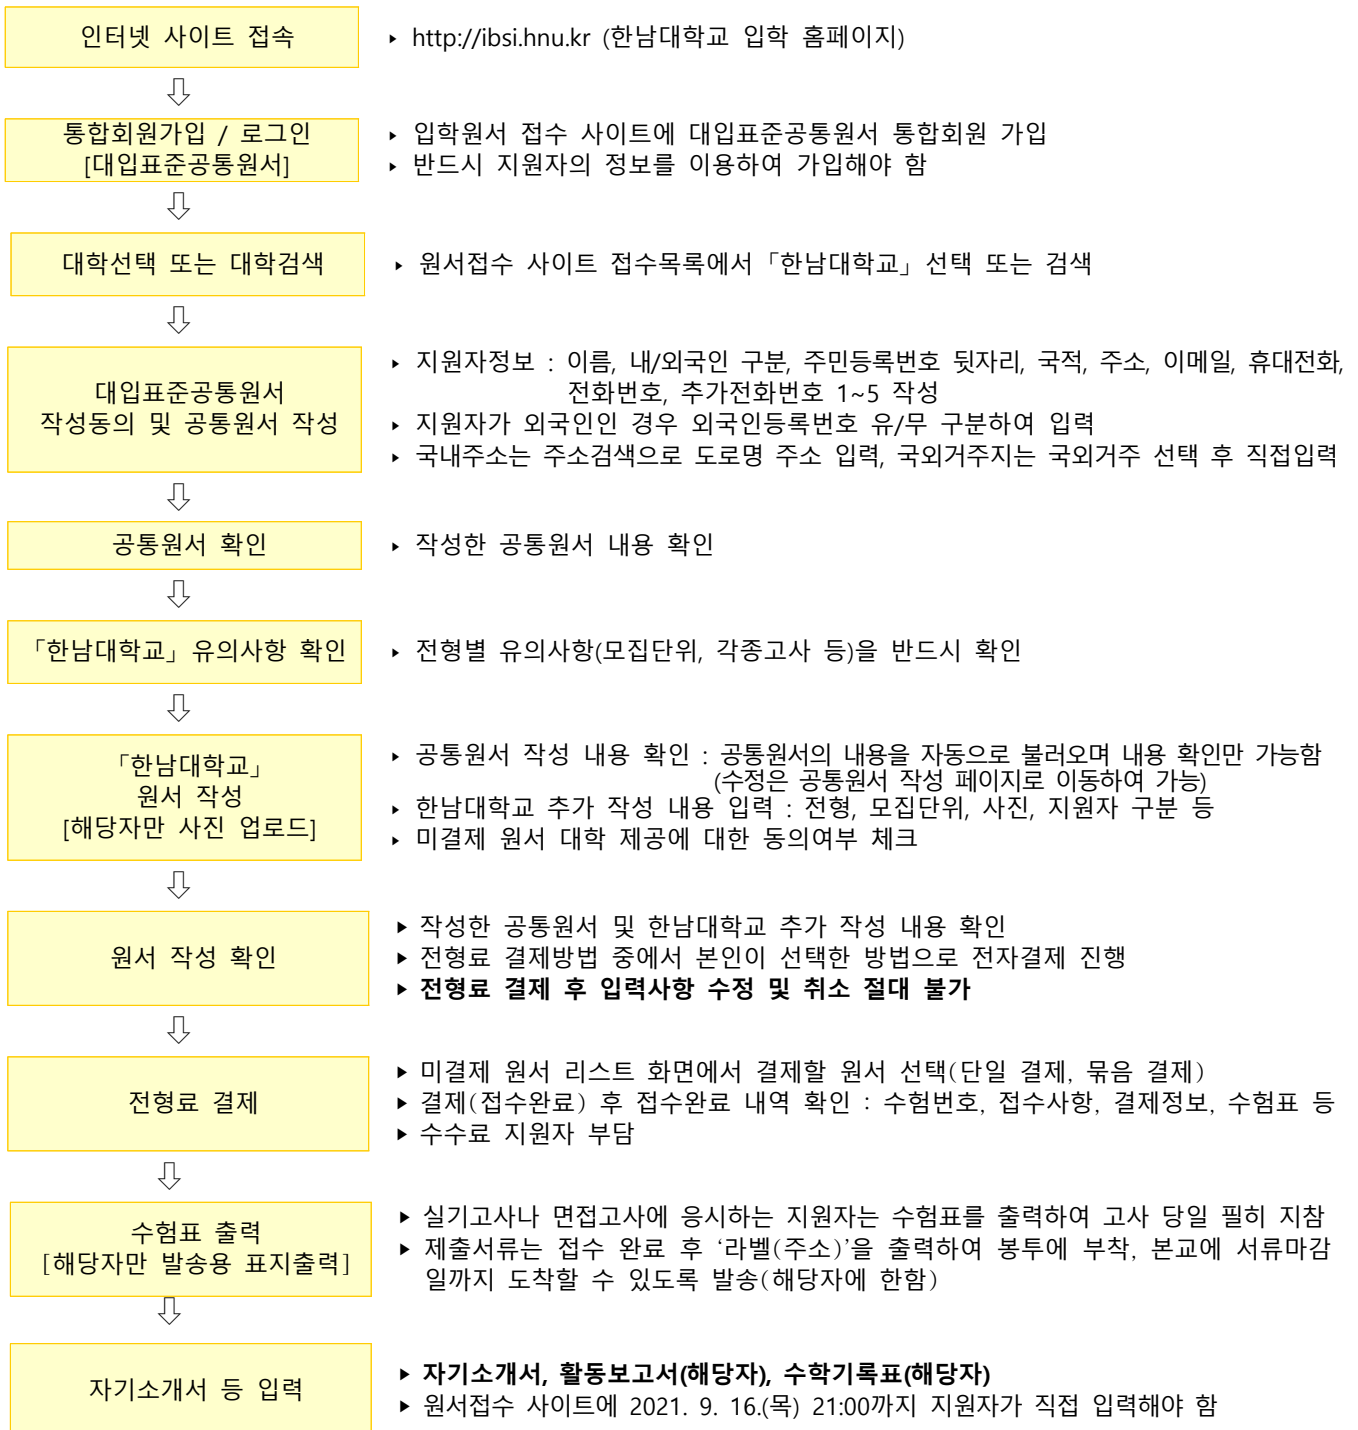 인터넷 사이트 접속
▸ http://ibsi.hnu.kr (한남대학교 입학 홈페이지)
통합회원가입 / 로그인
[대입표준공통원서]
▸ 입학원서 접수 사이트에 대입표준공통원서 통합회원 가입
▸ 반드시 지원자의 정보를 이용하여 가입해야 함
대학선택 또는 대학검색
▸ 원서접수 사이트 접수목록에서「한남대학교」선택 또는 검색
대입표준공통원서
작성동의 및 공통원서 작성
▸ 지원자정보 : 이름, 내/외국인 구분, 주민등록번호 뒷자리, 국적, 주소, 이메일, 휴대전화,
전화번호, 추가전화번호 1~5 작성
▸ 지원자가 외국인인 경우 외국인등록번호 유/무 구분하여 입력
▸ 국내주소는 주소검색으로 도로명 주소 입력, 국외거주지는 국외거주 선택 후 직접입력
공통원서 확인
▸ 작성한 공통원서 내용 확인
「한남대학교」유의사항 확인
▸ 전형별 유의사항(모집단위, 각종고사 등)을 반드시 확인
「한남대학교」
원서 작성
[해당자만 사진 업로드]
▸ 공통원서 작성 내용 확인 : 공통원서의 내용을 자동으로 불러오며 내용 확인만 가능함
(수정은 공통원서 작성 페이지로 이동하여 가능)
▸ 한남대학교 추가 작성 내용 입력 : 전형, 모집단위, 사진, 지원자 구분 등
▸ 미결제 원서 대학 제공에 대한 동의여부 체크
원서 작성 확인
▸ 작성한 공통원서 및 한남대학교 추가 작성 내용 확인
▸ 전형료 결제방법 중에서 본인이 선택한 방법으로 전자결제 진행
▸ 전형료 결제 후 입력사항 수정 및 취소 절대 불가
전형료 결제
▸ 미결제 원서 리스트 화면에서 결제할 원서 선택(단일 결제, 묶음 결제)
▸ 결제(접수완료) 후 접수완료 내역 확인 : 수험번호, 접수사항, 결제정보, 수험표 등
▸ 수수료 지원자 부담
수험표 출력
[해당자만 발송용 표지출력]
▸ 실기고사나 면접고사에 응시하는 지원자는 수험표를 출력하여 고사 당일 필히 지참
▸ 제출서류는 접수 완료 후 ‘라벨(주소)’을 출력하여 봉투에 부착, 본교에 서류마감
일까지 도착할 수 있도록 발송(해당자에 한함)
자기소개서 등 입력
▸ 자기소개서, 활동보고서(해당자), 수학기록표(해당자)
▸ 원서접수 사이트에 2021. 9. 16.(목) 21:00까지 지원자가 직접 입력해야 함